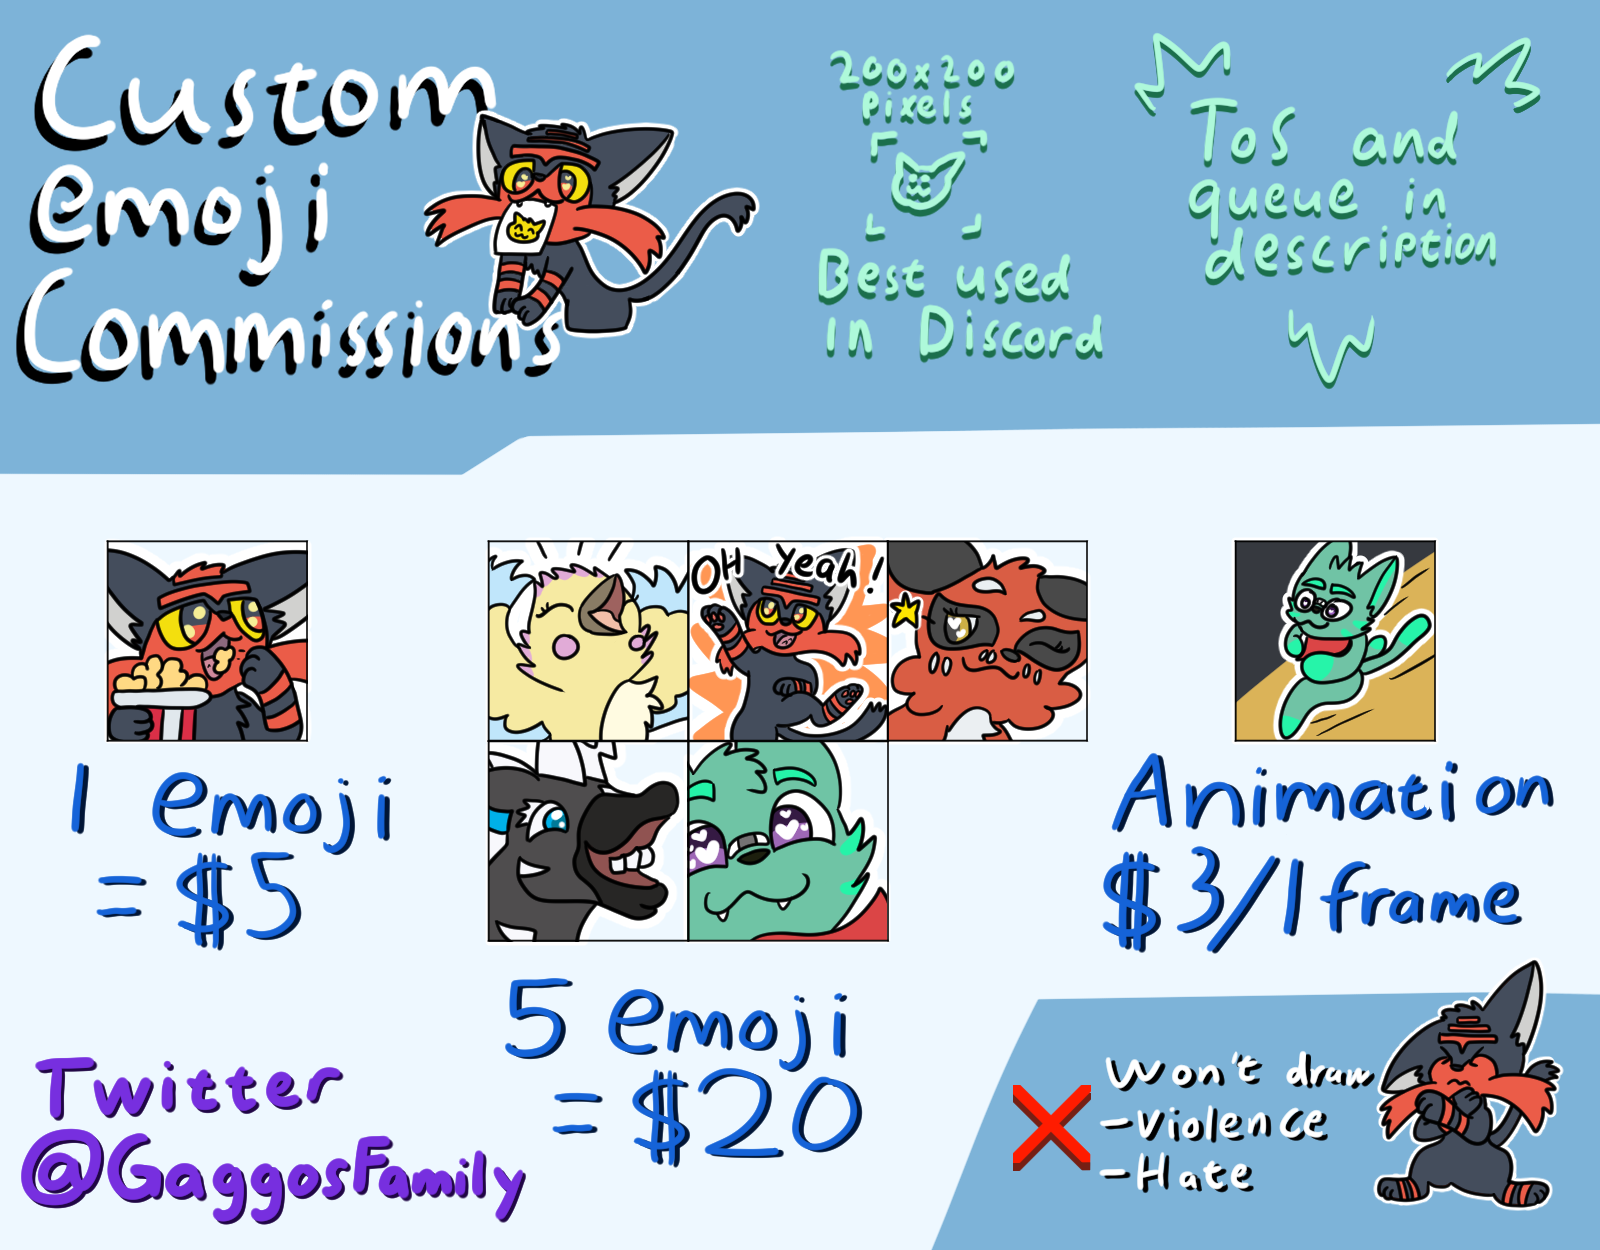 Custom
emoji
Commissions
200x200
Pixels
Best used
in Discord
ToS and
queue in
description
OH Yeah!
1 emoji
= $5
5 emoji
= $20
Animation
$3/1 frame
Twitter
@GaggosFamily
Won't draw
-Violence
-Hate